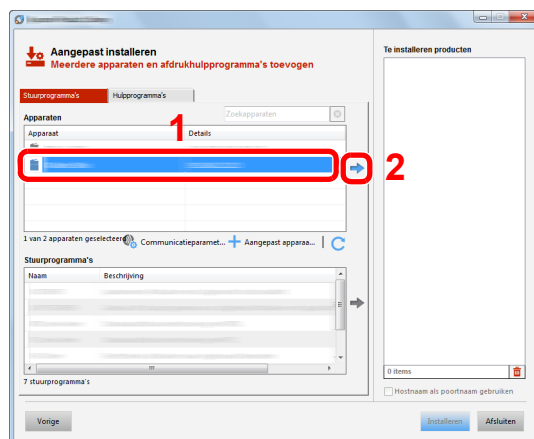 Aangepast installeren
Meerdere apparaten en afdrukhulpprogramma's toevogen
Te installeren producten
Stuurprogramma's
Hulpprogramma's
Apparaten
Zoekapparaten
1
Apparaat
Details
2
1 van 2 apparaten geselecteer
Communicatieparamet...
Aangepast apparaa...
Stuurprogramma's
Naam
Beschrijving
7 stuurprogramma's
0 items
Hostnaam als poortnaam gebruiken
Vorige
Installeren
Afsluiten